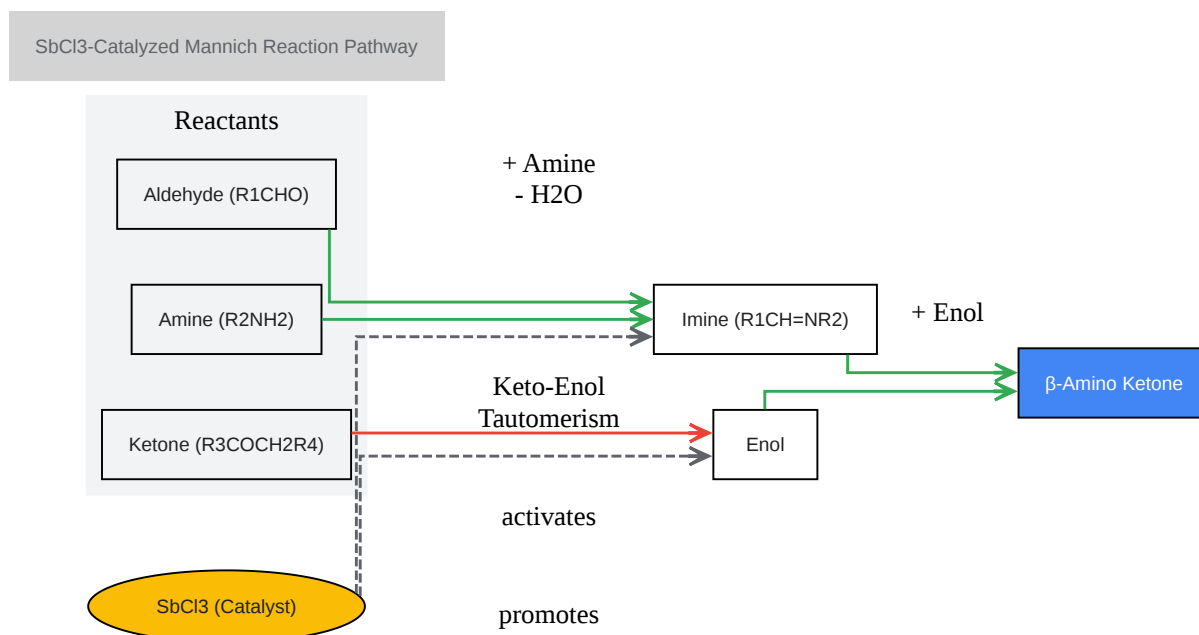 SbCl3-Catalyzed Mannich Reaction Pathway
Reactants
Aldehyde (R1CHO)
+ Amine
- H2O
Amine (R2NH2)
Imine (R1CH=NR2)
+ Enol
β-Amino Ketone
Keto-Enol
Tautomerism
Ketone (R3COCH2R4)
Enol
activates
SbCl3 (Catalyst)
promotes